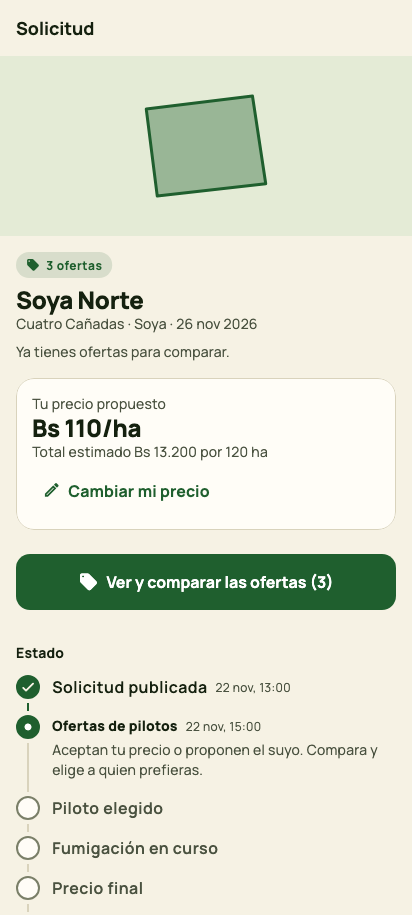 Solicitud
3 ofertas
Soya Norte
Cuatro Cañadas · Soya · 26 nov 2026
Ya tienes ofertas para comparar.
Tu precio propuesto
Bs 110/ha
Total estimado Bs 13.200 por 120 ha
Cambiar mi precio
Ver y comparar las ofertas (3)
Estado
Solicitud publicada 22 nov, 13:00
Ofertas de pilotos 22 nov, 15:00
Aceptan tu precio o proponen el suyo. Compara y
elige a quien prefieras.
Piloto elegido
Fumigación en curso
Precio final